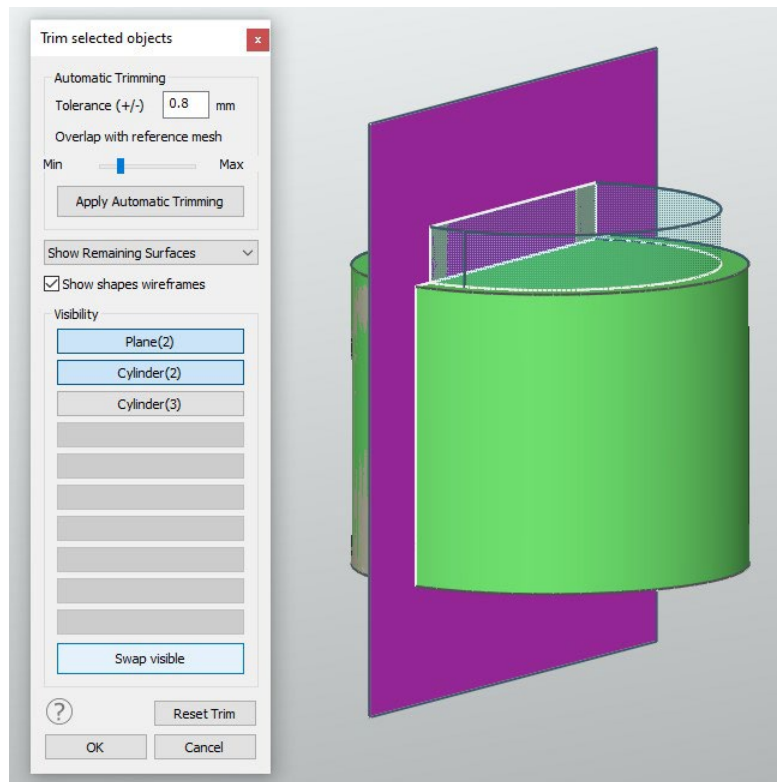 Trim selected objects
x
Automatic Trimming
Tolerance (+/-) 0.8 mm
Overlap with reference mesh
Min Max
Apply Automatic Trimming
Show Remaining Surfaces
Show shapes wireframes
Visibility
Plane(2)
Cylinder(2)
Cylinder(3)
Swap visible
? Reset Trim
OK Cancel